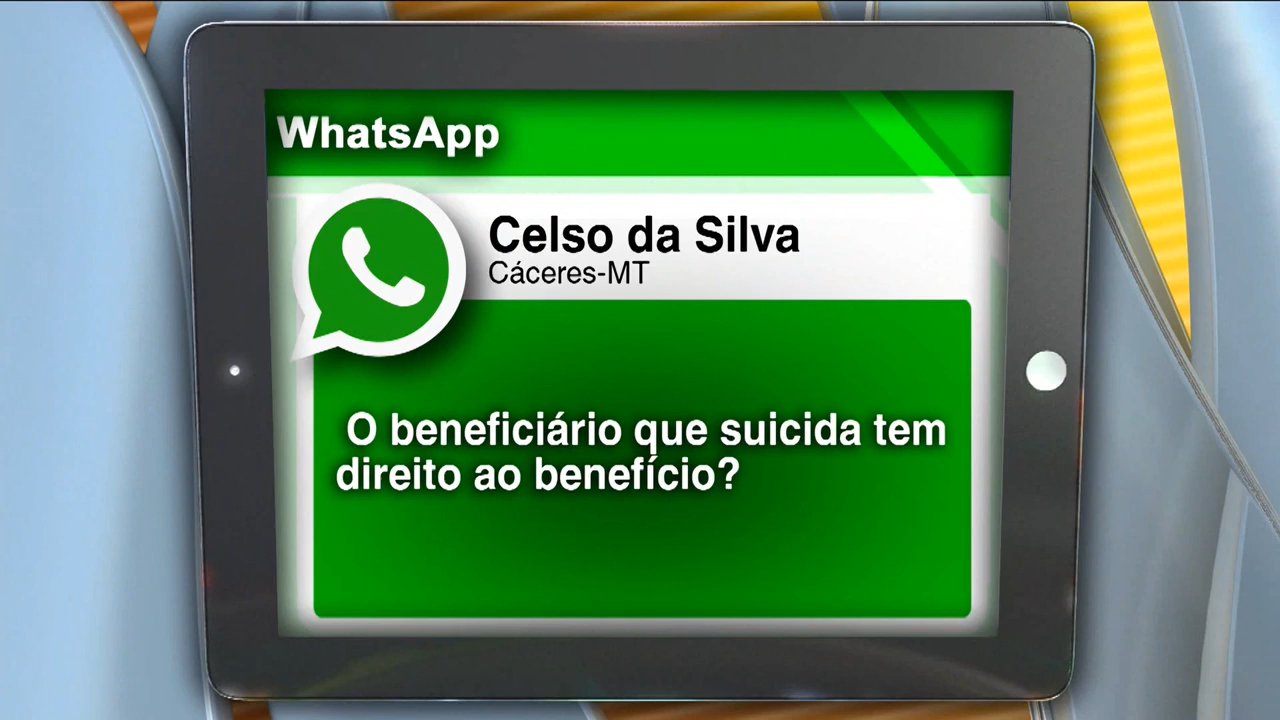 WhatsApp
Celso da Silva
Cáceres-MT
O beneficiário que suicida tem
direito ao benefício?